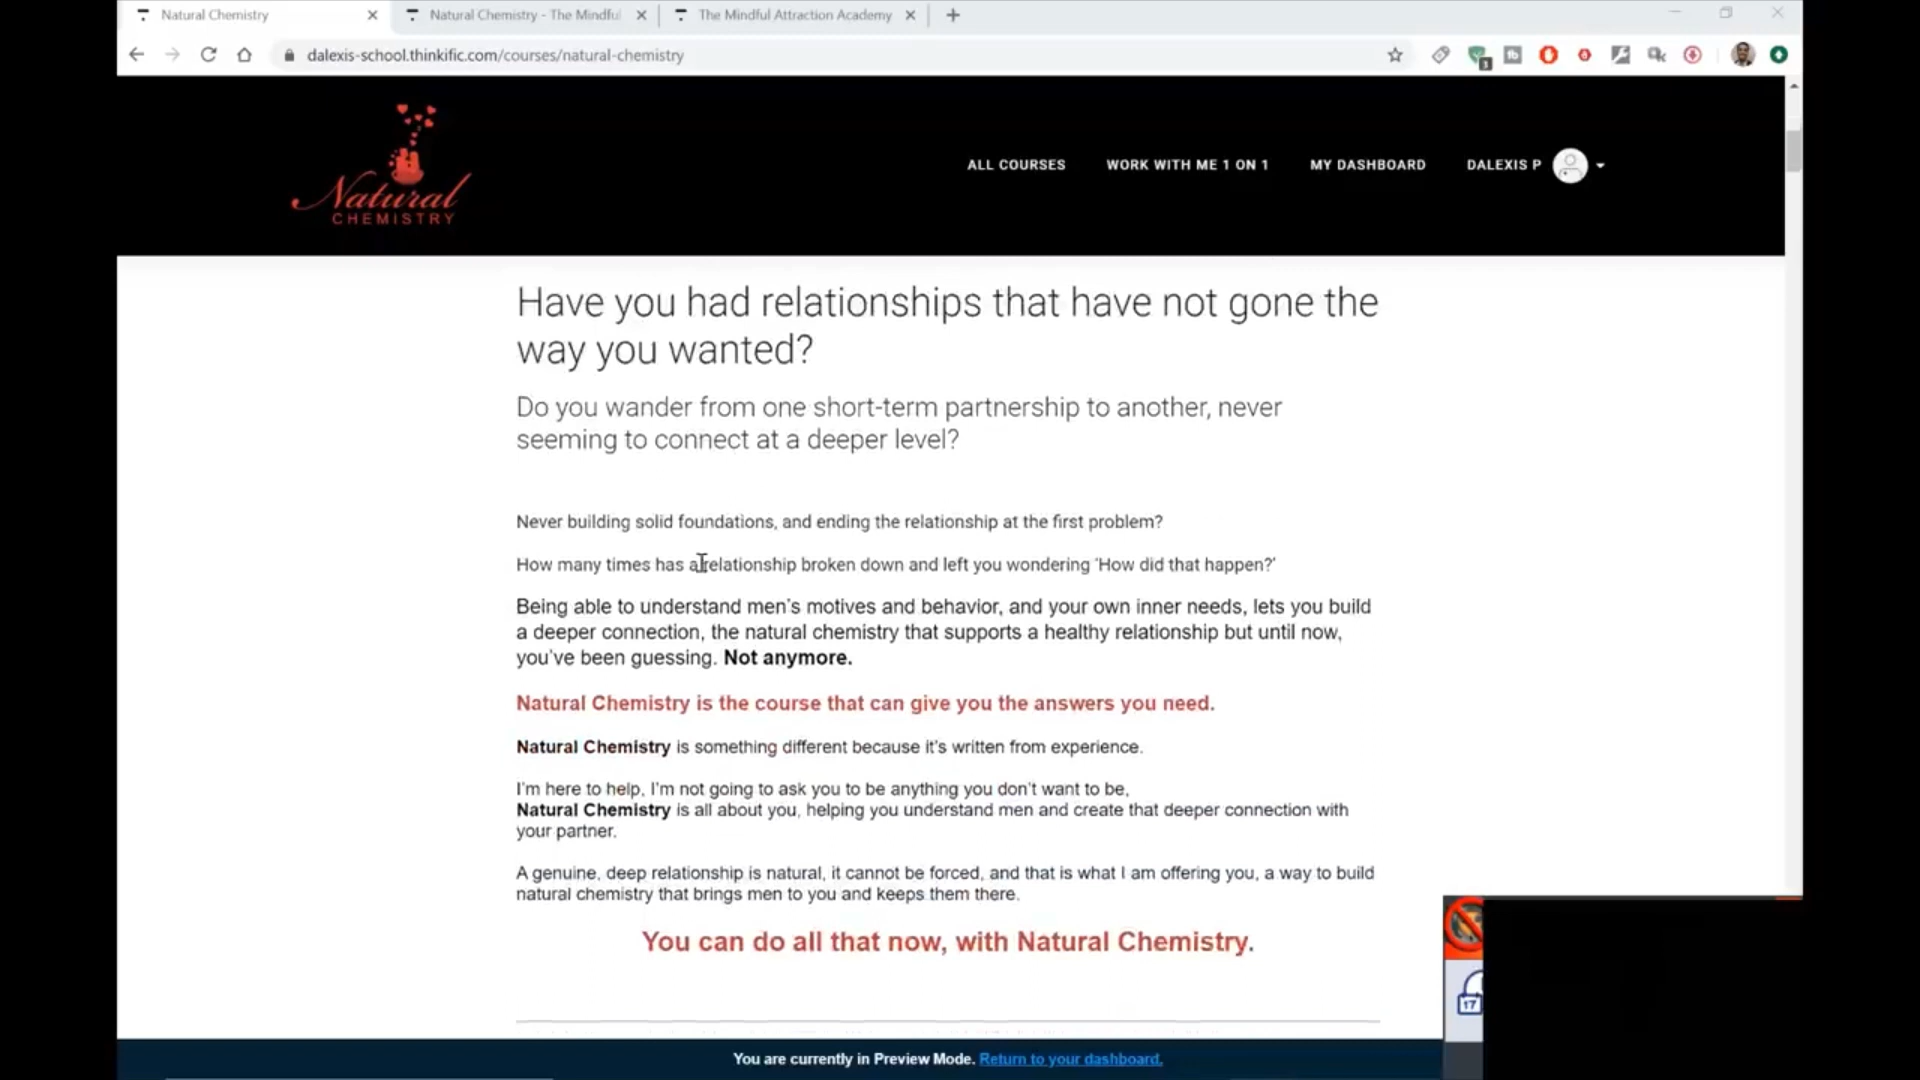 Natural Chemistry
Natural Chemistry - The Mindful
The Mindful Attraction Academy
dalexis-school.thinkific.com/courses/natural-chemistry
Natural
CHEMISTRY
ALL COURSES
WORK WITH ME 1 ON 1
MY DASHBOARD
DALEXIS P
Have you had relationships that have not gone the
way you wanted?
Do you wander from one short-term partnership to another, never
seeming to connect at a deeper level?
Never building solid foundations, and ending the relationship at the first problem?
How many times has a relationship broken down and left you wondering ‘How did that happen?’
Being able to understand men’s motives and behavior, and your own inner needs, lets you build
a deeper connection, the natural chemistry that supports a healthy relationship but until now,
you’ve been guessing. Not anymore.
Natural Chemistry is the course that can give you the answers you need.
Natural Chemistry is something different because it’s written from experience.
I’m here to help, I’m not going to ask you to be anything you don’t want to be,
Natural Chemistry is all about you, helping you understand men and create that deeper connection with
your partner.
A genuine, deep relationship is natural, it cannot be forced, and that is what I am offering you, a way to build
natural chemistry that brings men to you and keeps them there.
You can do all that now, with Natural Chemistry.
17
You are currently in Preview Mode. Return to your dashboard.